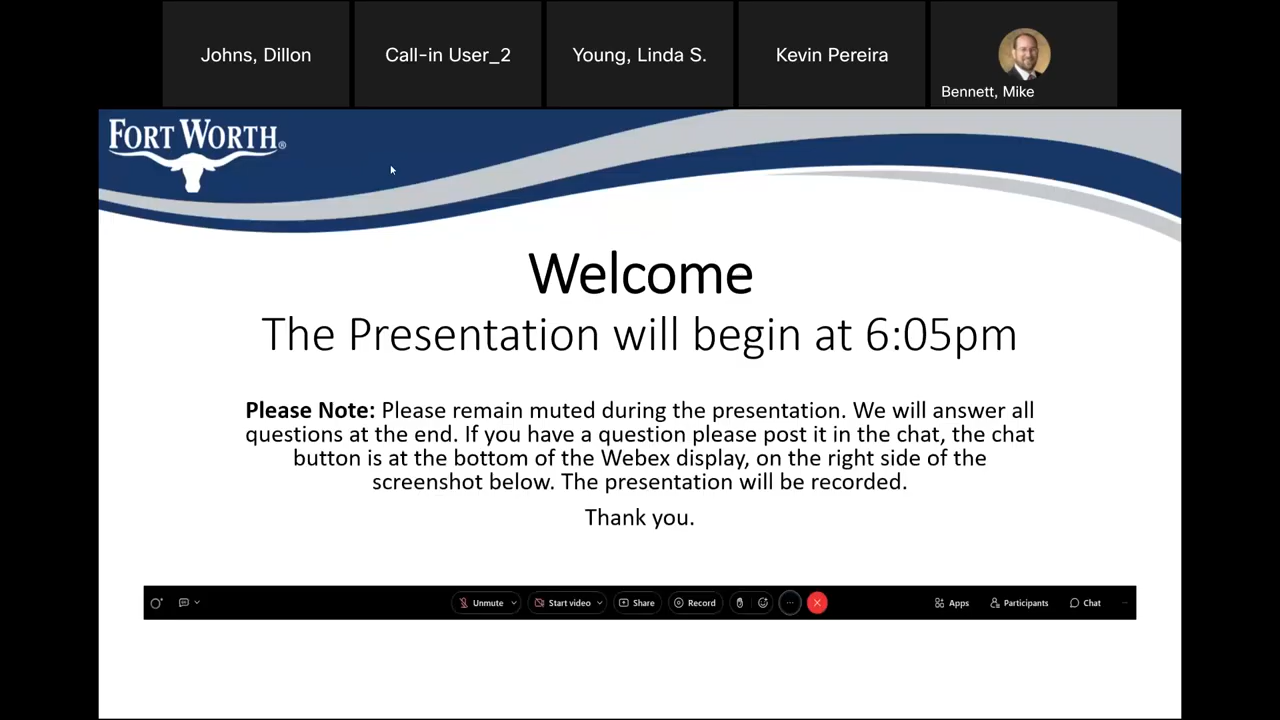 Johns, Dillon
Call-in User_2
Young, Linda S.
Kevin Pereira
Bennett, Mike
FORT WORTH®
Welcome
The Presentation will begin at 6:05pm
Please Note: Please remain muted during the presentation. We will answer all
questions at the end. If you have a question please post it in the chat, the chat
button is at the bottom of the Webex display, on the right side of the
screenshot below. The presentation will be recorded.
Thank you.
Unmute
Start video
Share
Record
Apps
Participants
Chat